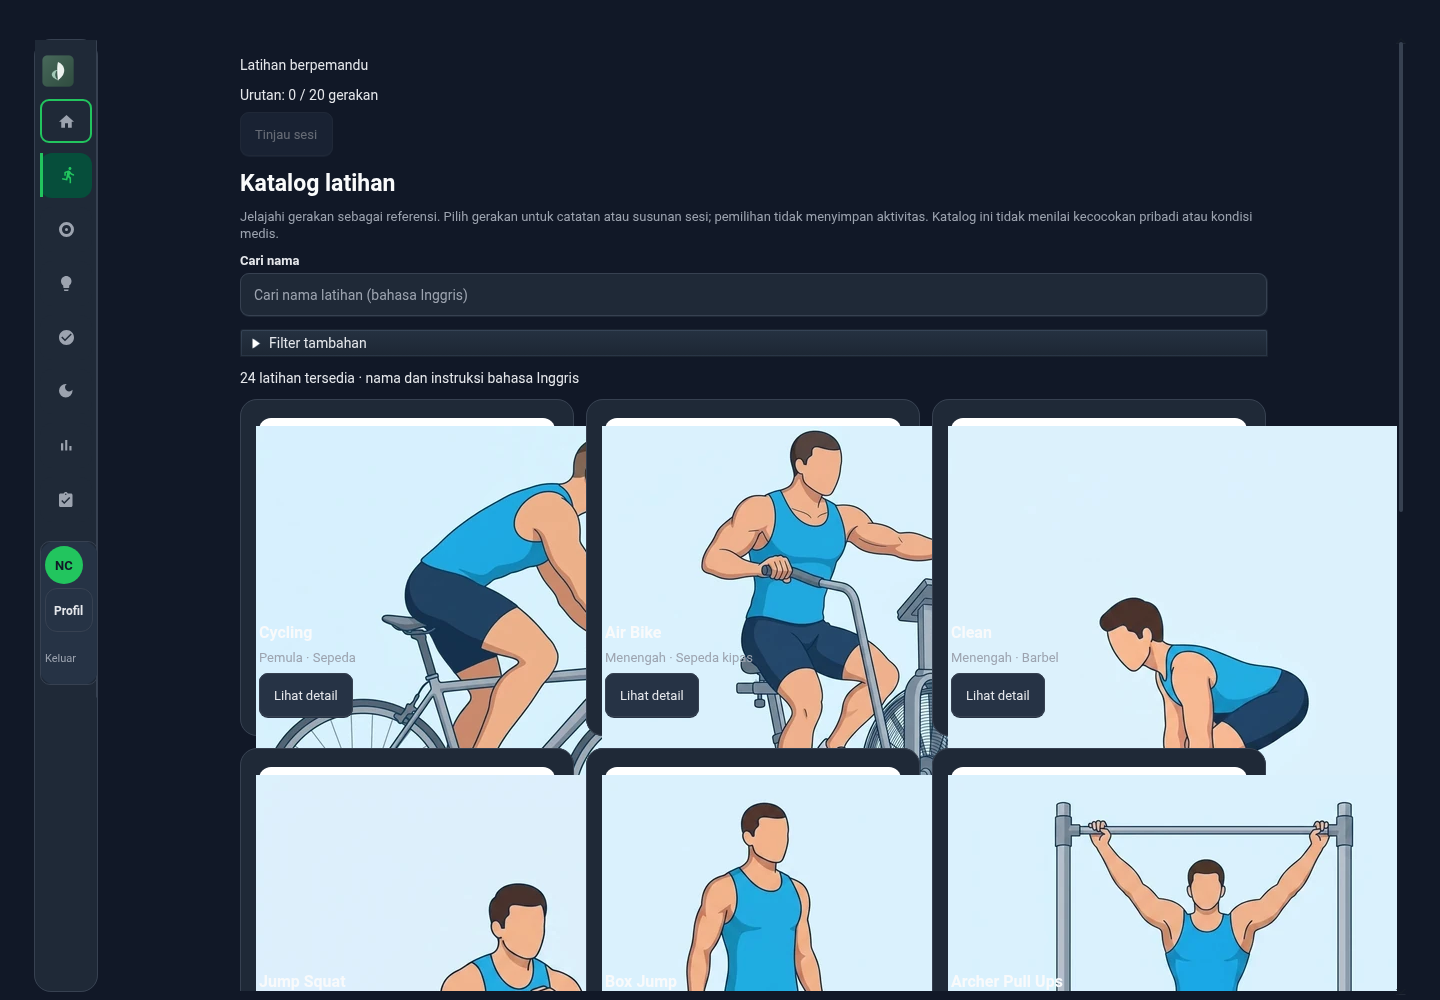 Latihan berpemandu
Urutan: 0 / 20 gerakan
Tinjau sesi
Katalog latihan
Jelajahi gerakan sebagai referensi. Pilih gerakan untuk catatan atau susunan sesi; pemilihan tidak menyimpan aktivitas. Katalog ini tidak menilai kecocokan pribadi atau kondisi
medis.
Cari nama
Cari nama latihan (bahasa Inggris)
Filter tambahan
24 latihan tersedia · nama dan instruksi bahasa Inggris
NC
Profil
Keluar
Cycling
Pemula · Sepeda
Lihat detail
Air Bike
Menengah · Sepeda kipas
Lihat detail
Clean
Menengah · Barbel
Lihat detail
Jump Squat
Box Jump
Archer Pull Ups